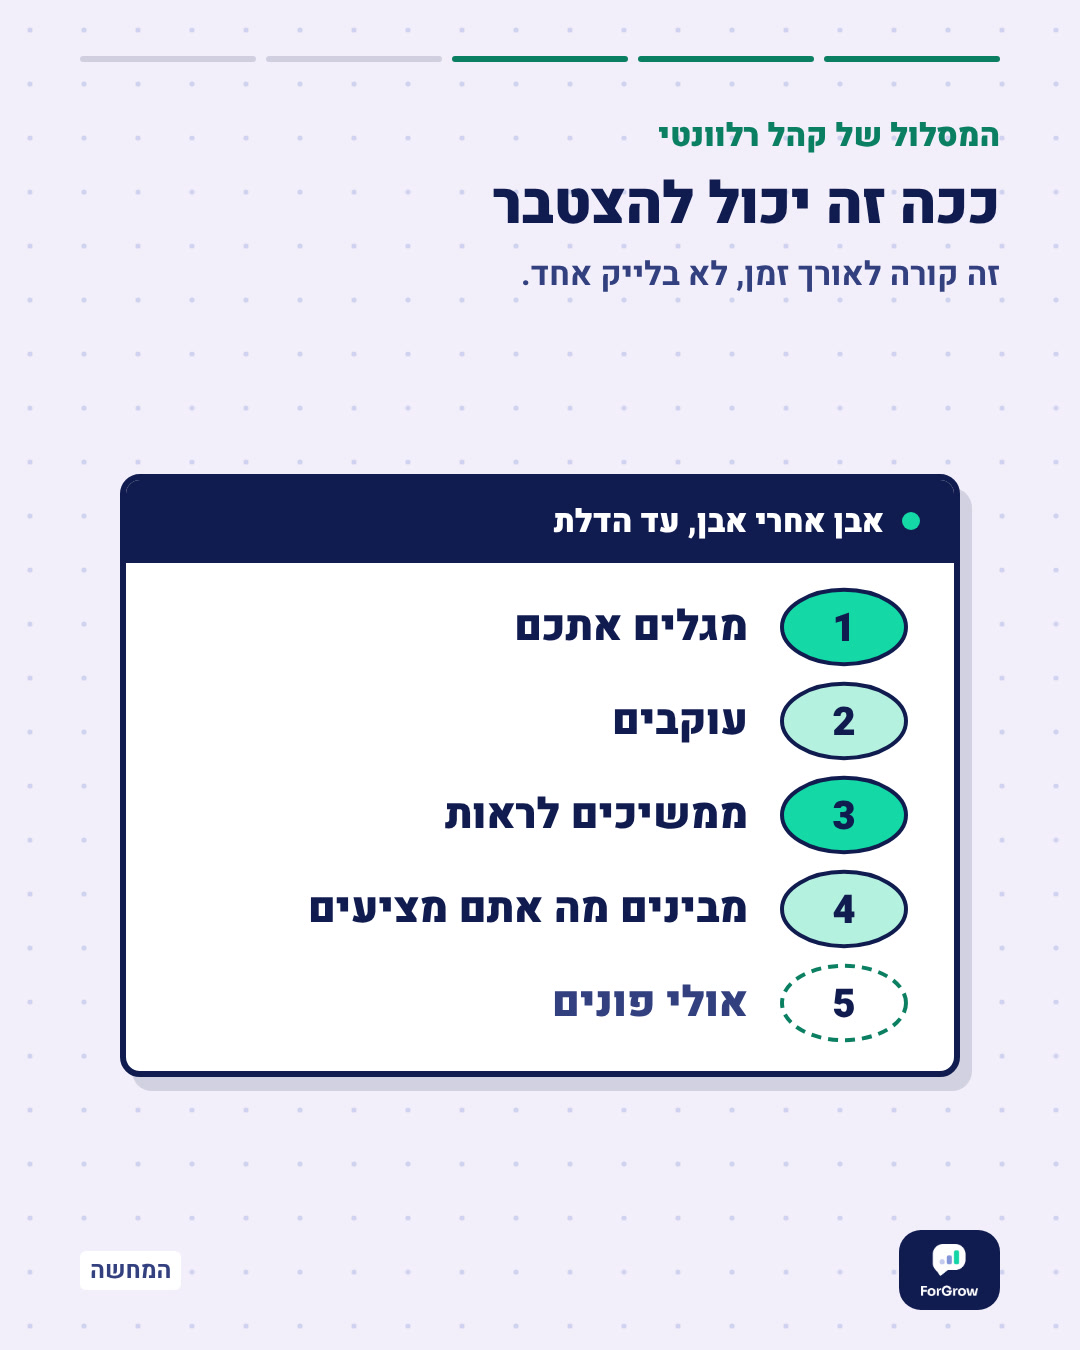 המסלול של קהל רלוונטי
ככה זה יכול להצטבר
זה קורה לאורך זמן, לא בלייק אחד.
אבן אחרי אבן, עד הדלת
1 מגלים אתכם
2 עוקבים
3 ממשיכים לראות
4 מבינים מה אתם מציעים
5 אולי פונים
ForGrow
המחשה